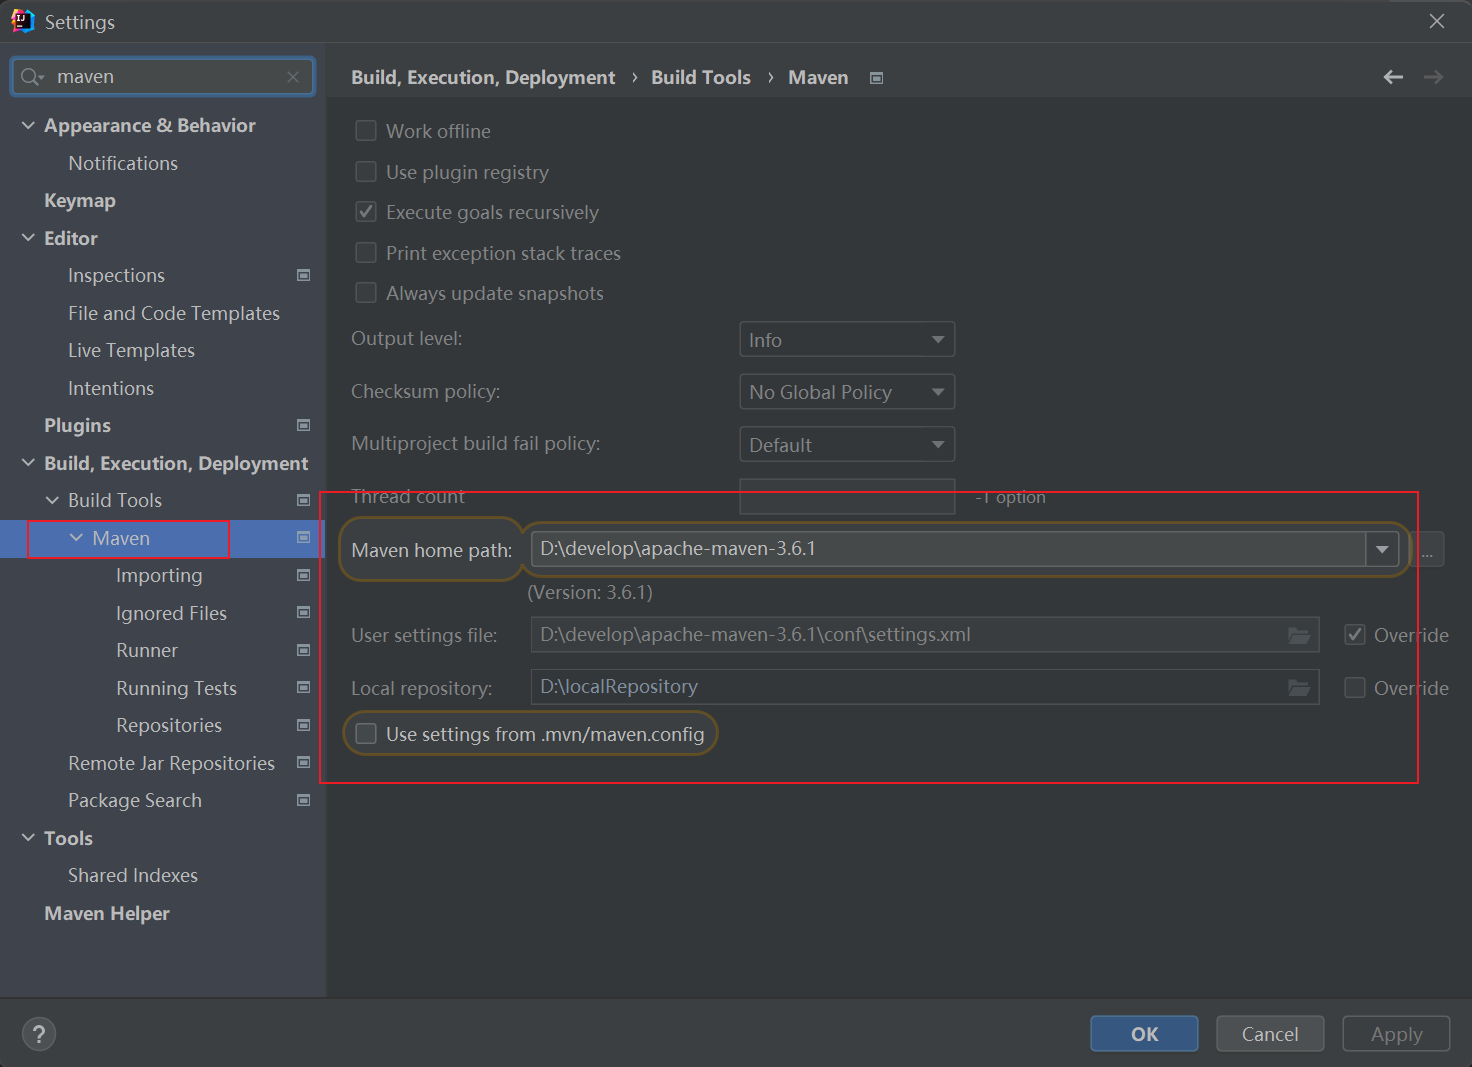 Settings
maven
Appearance & Behavior
Notifications
Keymap
Editor
Inspections
File and Code Templates
Live Templates
Intentions
Plugins
Build, Execution, Deployment
Build Tools
Maven
Importing
Ignored Files
Runner
Running Tests
Repositories
Remote Jar Repositories
Package Search
Tools
Shared Indexes
Maven Helper
Build, Execution, Deployment › Build Tools › Maven
Work offline
Use plugin registry
Execute goals recursively
Print exception stack traces
Always update snapshots
Output level: Info
Checksum policy: No Global Policy
Multiproject build fail policy: Default
Thread count -T option
Maven home path: D:\develop\apache-maven-3.6.1 ...
(Version: 3.6.1)
User settings file: D:\develop\apache-maven-3.6.1\conf\settings.xml Override
Local repository: D:\localRepository Override
Use settings from .mvn/maven.config
? OK Cancel Apply